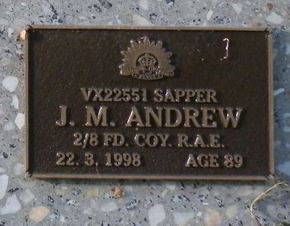 VX22551 SAPPER
J. M. ANDREW
2/8 FD. COY. R.A.E.
22. 3. 1998 AGE 89